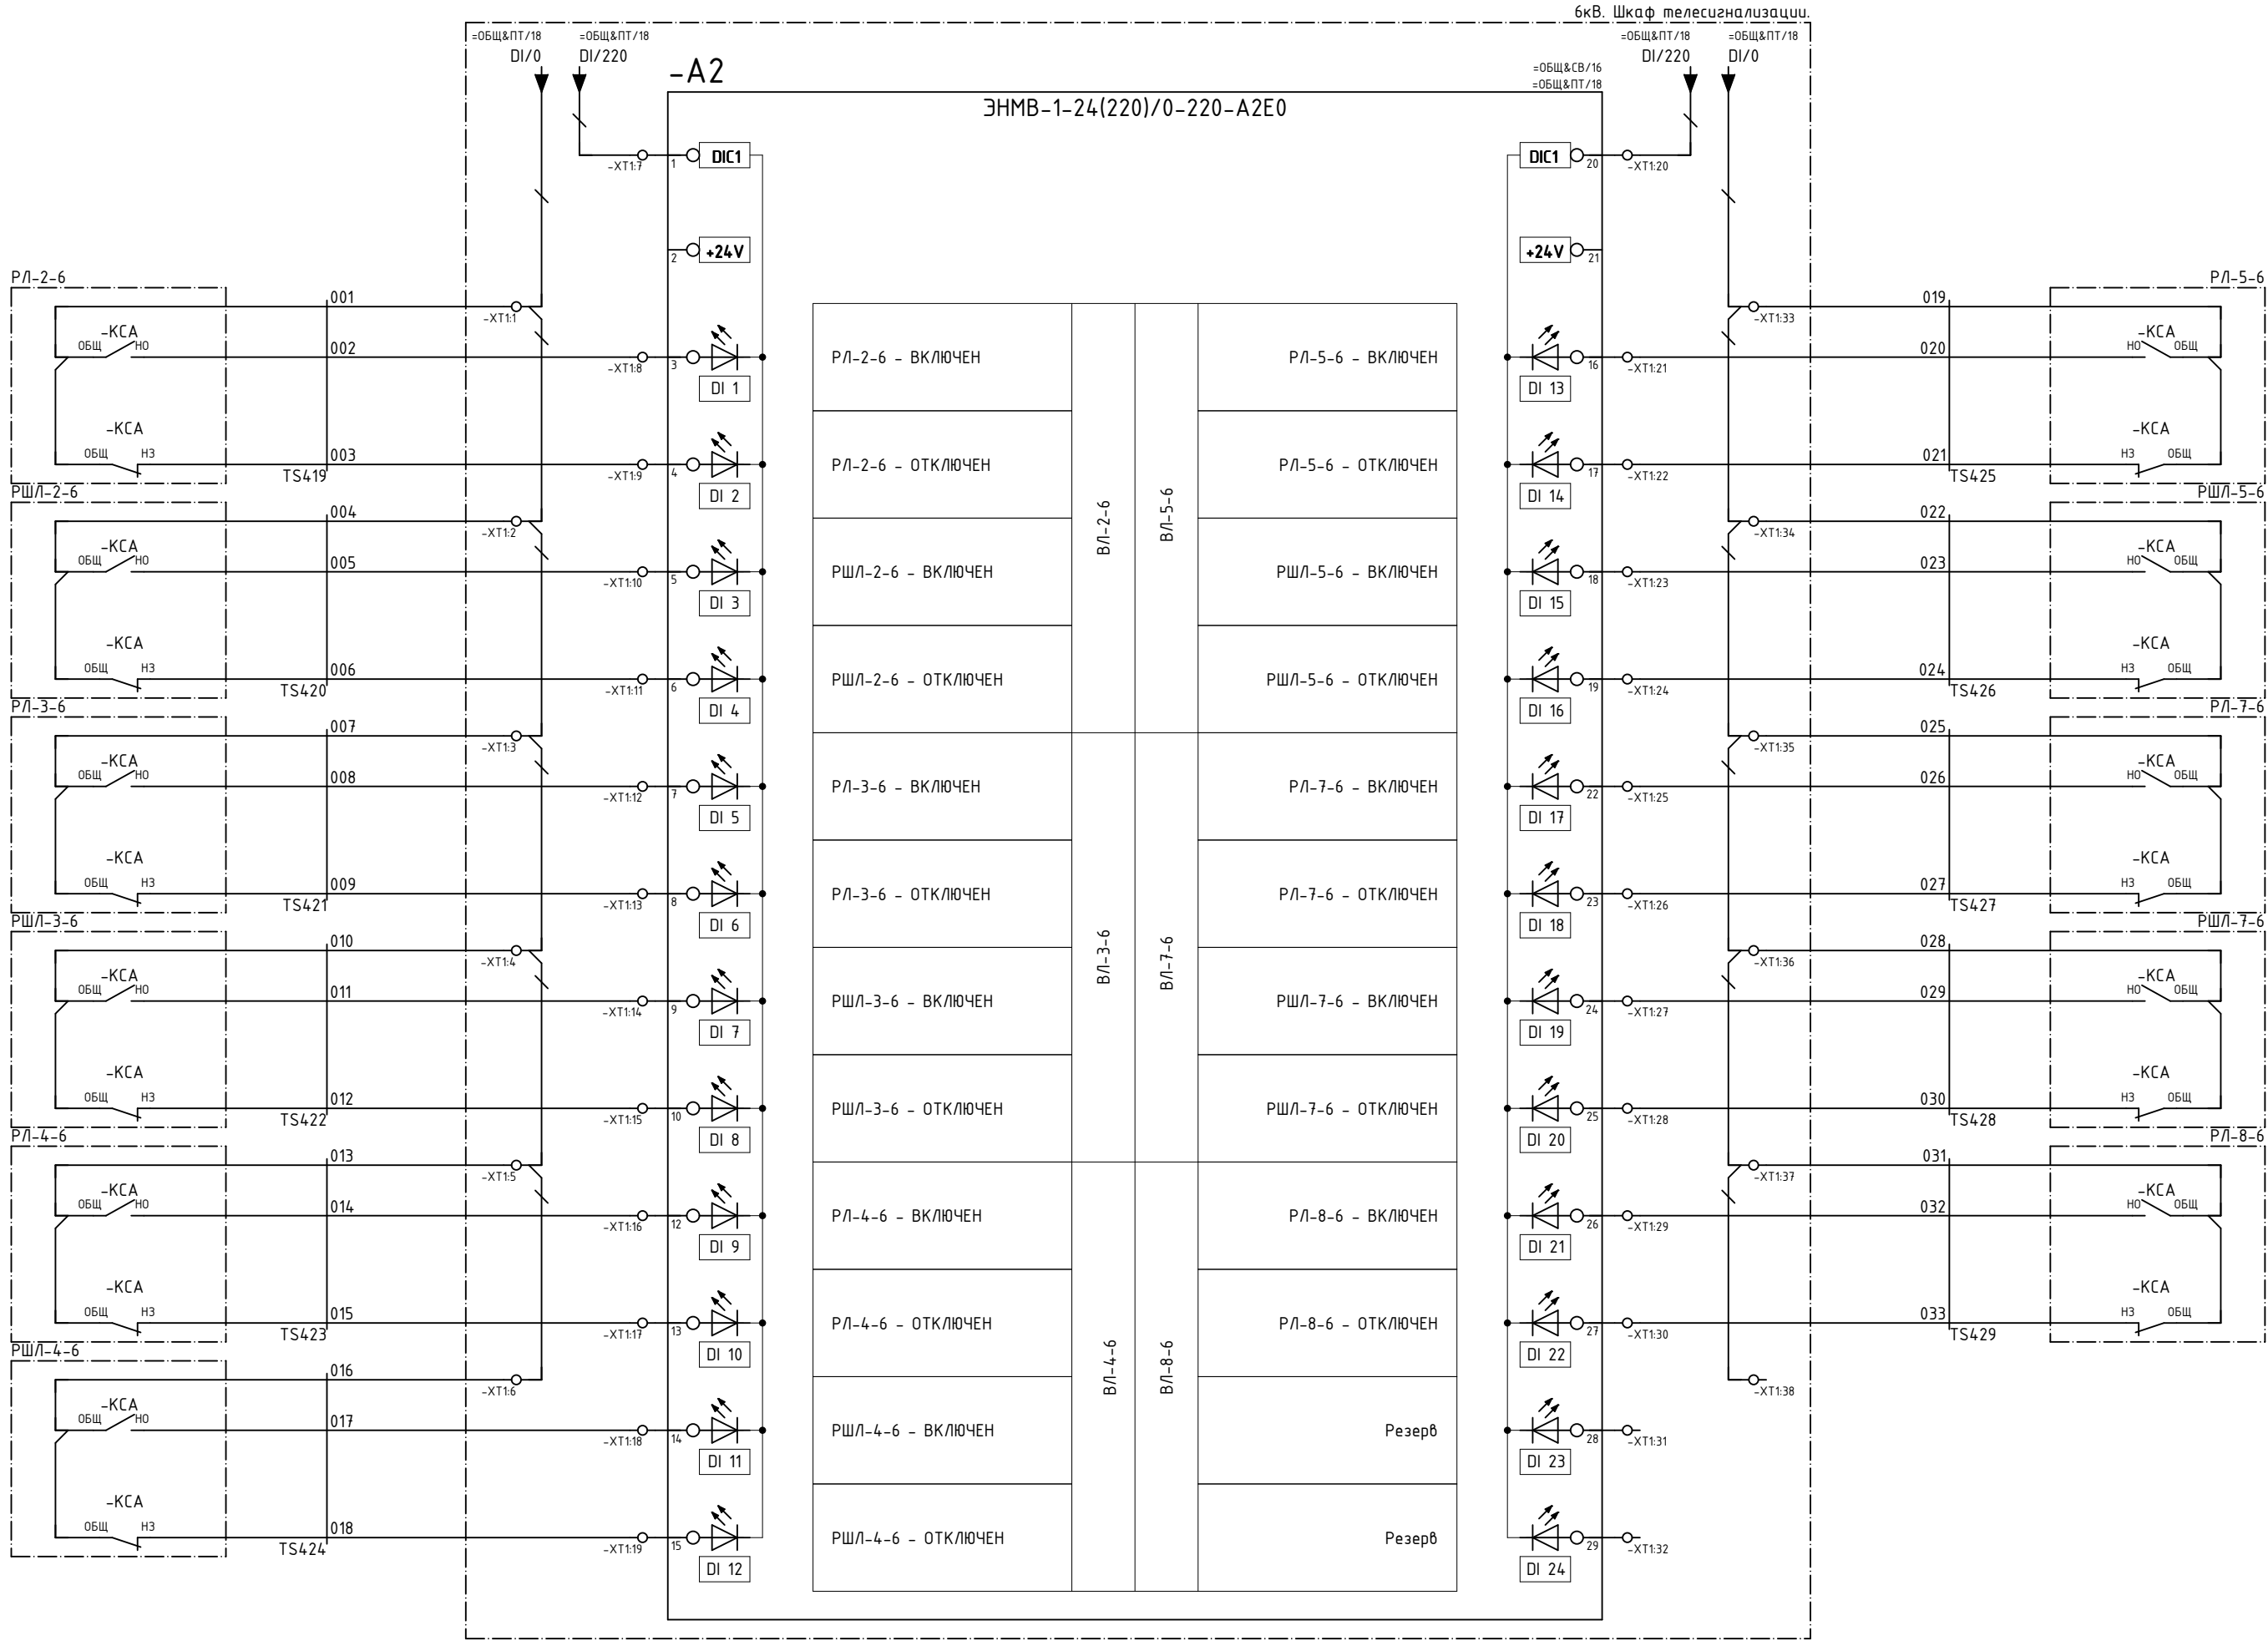 6кВ. Шкаф телесигнализации.
=ОБЩ&ПТ/18
=ОБЩ&ПТ/18
=ОБЩ&ПТ/18
=ОБЩ&ПТ/18
DI/0
DI/220
DI/220
DI/0
-A2
=ОБЩ&СВ/16
=ОБЩ&ПТ/18
ЭНМВ-1-24(220)/0-220-A2E0
-XT1:7
1
DIC1
DIC1
20
-XT1:20
2
+24V
+24V
21
РЛ-2-6
001
-XT1:1
-КСА
ОБЩ
НО
002
-XT1:8
3
DI 1
РЛ-2-6 - ВКЛЮЧЕН
-КСА
ОБЩ
НЗ
003
TS419
-XT1:9
4
DI 2
РЛ-2-6 - ОТКЛЮЧЕН
РШЛ-2-6
004
-XT1:2
-КСА
ОБЩ
НО
005
-XT1:10
5
DI 3
РШЛ-2-6 - ВКЛЮЧЕН
-КСА
ОБЩ
НЗ
006
TS420
-XT1:11
6
DI 4
РШЛ-2-6 - ОТКЛЮЧЕН
ВЛ-2-6
РЛ-3-6
007
-XT1:3
-КСА
ОБЩ
НО
008
-XT1:12
7
DI 5
РЛ-3-6 - ВКЛЮЧЕН
-КСА
ОБЩ
НЗ
009
TS421
-XT1:13
8
DI 6
РЛ-3-6 - ОТКЛЮЧЕН
РШЛ-3-6
010
-XT1:4
-КСА
ОБЩ
НО
011
-XT1:14
9
DI 7
РШЛ-3-6 - ВКЛЮЧЕН
-КСА
ОБЩ
НЗ
012
TS422
-XT1:15
10
DI 8
РШЛ-3-6 - ОТКЛЮЧЕН
ВЛ-3-6
РЛ-4-6
013
-XT1:5
-КСА
ОБЩ
НО
014
-XT1:16
12
DI 9
РЛ-4-6 - ВКЛЮЧЕН
-КСА
ОБЩ
НЗ
015
TS423
-XT1:17
13
DI 10
РЛ-4-6 - ОТКЛЮЧЕН
РШЛ-4-6
016
-XT1:6
-КСА
ОБЩ
НО
017
-XT1:18
14
DI 11
РШЛ-4-6 - ВКЛЮЧЕН
-КСА
ОБЩ
НЗ
018
TS424
-XT1:19
15
DI 12
РШЛ-4-6 - ОТКЛЮЧЕН
ВЛ-4-6
РЛ-5-6
019
-XT1:33
-КСА
НО
ОБЩ
020
-XT1:21
16
DI 13
РЛ-5-6 - ВКЛЮЧЕН
-КСА
НЗ
ОБЩ
021
TS425
-XT1:22
17
DI 14
РЛ-5-6 - ОТКЛЮЧЕН
РШЛ-5-6
022
-XT1:34
-КСА
НО
ОБЩ
023
-XT1:23
18
DI 15
РШЛ-5-6 - ВКЛЮЧЕН
-КСА
НЗ
ОБЩ
024
TS426
-XT1:24
19
DI 16
РШЛ-5-6 - ОТКЛЮЧЕН
ВЛ-5-6
РЛ-7-6
025
-XT1:35
-КСА
НО
ОБЩ
026
-XT1:25
22
DI 17
РЛ-7-6 - ВКЛЮЧЕН
-КСА
НЗ
ОБЩ
027
TS427
-XT1:26
23
DI 18
РЛ-7-6 - ОТКЛЮЧЕН
РШЛ-7-6
028
-XT1:36
-КСА
НО
ОБЩ
029
-XT1:27
24
DI 19
РШЛ-7-6 - ВКЛЮЧЕН
-КСА
НЗ
ОБЩ
030
TS428
-XT1:28
25
DI 20
РШЛ-7-6 - ОТКЛЮЧЕН
ВЛ-7-6
РЛ-8-6
031
-XT1:37
-КСА
НО
ОБЩ
032
-XT1:29
26
DI 21
РЛ-8-6 - ВКЛЮЧЕН
-КСА
НЗ
ОБЩ
033
TS429
-XT1:30
27
DI 22
РЛ-8-6 - ОТКЛЮЧЕН
-XT1:38
Резерв
28
-XT1:31
DI 23
Резерв
29
-XT1:32
DI 24
ВЛ-8-6